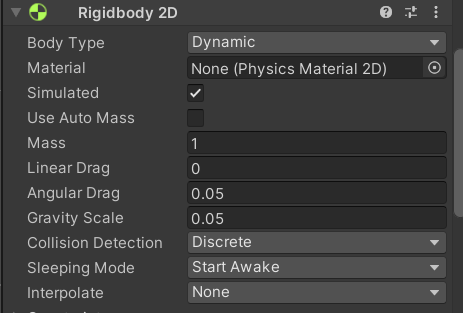 Rigidbody 2D
Body Type Dynamic
Material None (Physics Material 2D)
Simulated
Use Auto Mass
Mass 1
Linear Drag 0
Angular Drag 0.05
Gravity Scale 0.05
Collision Detection Discrete
Sleeping Mode Start Awake
Interpolate None